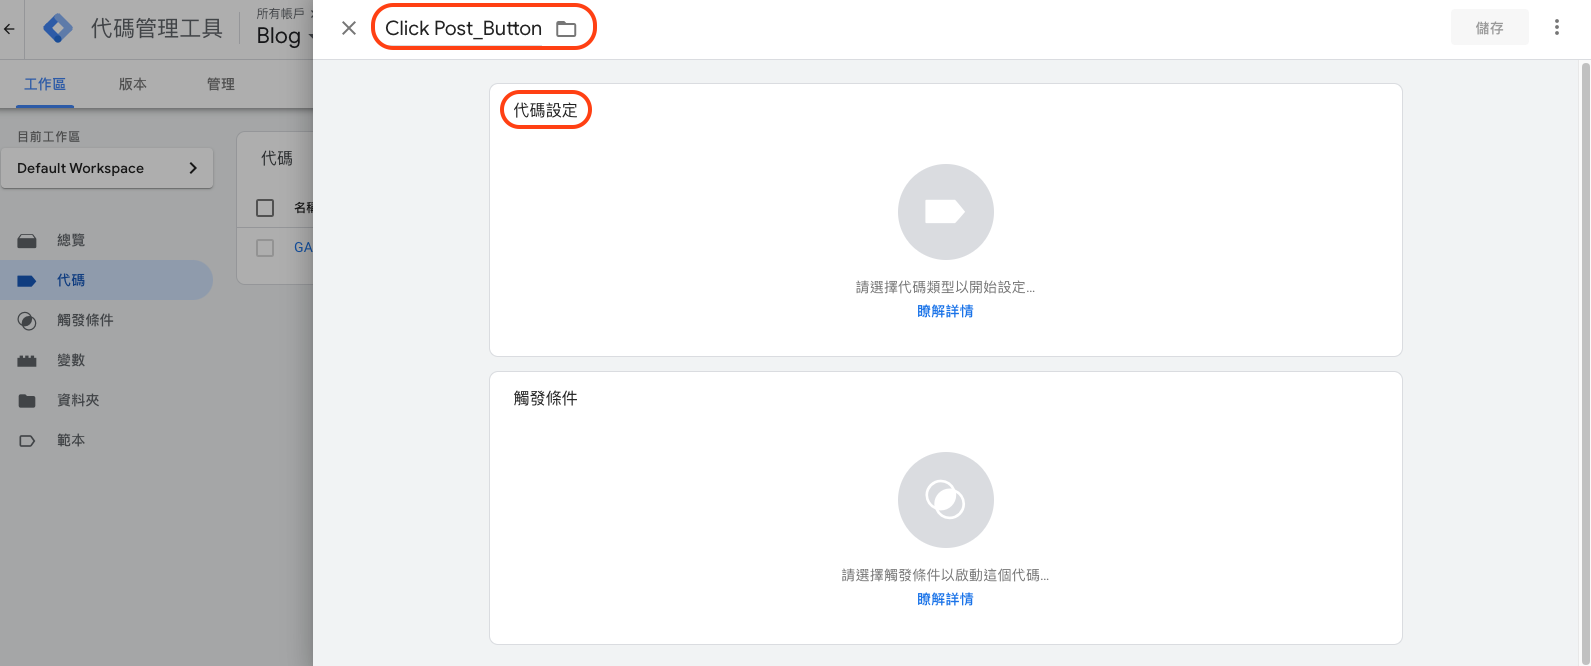 所有帳戶
代碼管理工具
Blog
Click Post_Button
儲存
工作區
版本
管理
目前工作區
Default Workspace
總覽
代碼
觸發條件
變數
資料夾
範本
代碼
名稱
GA
代碼設定
請選擇代碼類型以開始設定...
瞭解詳情
觸發條件
請選擇觸發條件以啟動這個代碼...
瞭解詳情